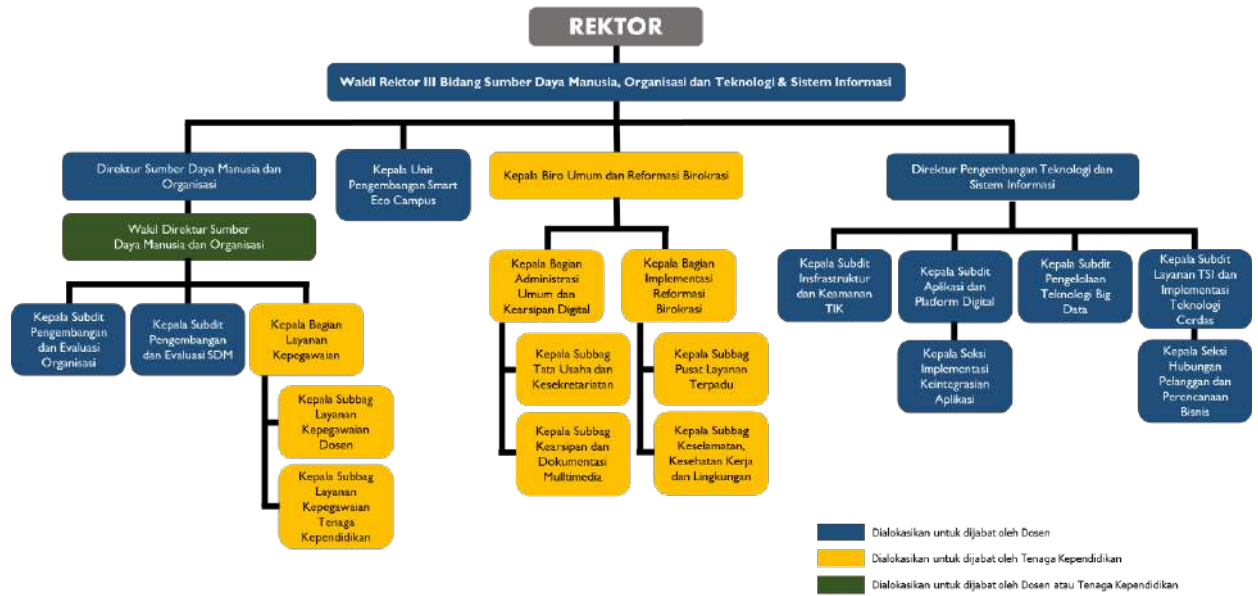 REKTOR
Wakil Rektor III Bidang Sumber Daya Manusia, Organisasi dan Teknologi & Sistem Informasi
Direktur Sumber Daya Manusia dan
Organisasi
Kepala Unit
Pengembangan Smart
Eco Campus
Kepala Biro Umum dan Reformasi Birokrasi
Direktur Pengembangan Teknologi dan
Sistem Informasi
Wakil Direktur Sumber
Daya Manusia dan Organisasi
Kepala Subdit
Pengembangan
dan Evaluasi
Organisasi
Kepala Subdit
Pengembangan
dan Evaluasi SDM
Kepala Bagian
Layanan
Kepegawaian
Kepala Subbag
Layanan
Kepegawaian
Dosen
Kepala Subbag
Layanan
Kepegawaian
Tenaga
Kependidikan
Kepala Bagian
Administrasi
Umum dan
Kearsipan Digital
Kepala Bagian
Implementasi
Reformasi
Birokrasi
Kepala Subbag
Tata Usaha dan
Kesekretariatan
Kepala Subbag
Pusat Layanan
Terpadu
Kepala Subbag
Kearsipan dan
Dokumentasi
Mulltimedia
Kepala Subbag
Keselamatan,
Kesehatan Kerja
dan Lingkungan
Kepala Subdit
Insfrastruktur
dan Keamanan
TIK
Kepala Subdit
Aplikasi dan
Platform Digital
Kepala Subdit
Pengelolaan
Teknologi Big
Data
Kepala Subdit
Layanan TSI dan
Implementasi
Teknologi
Cerdas
Kepala Seksi
Implementasi
Keintegrasian
Aplikasi
Kepala Seksi
Hubungan
Pelanggan dan
Perencanaan
Bisnis
Dialokasikan untuk dijabat oleh Dosen
Dialokasikan untuk dijabat oleh Tenaga Kependidikan
Dialokasikan untuk dijabat oleh Dosen atau Tenaga Kependidikan